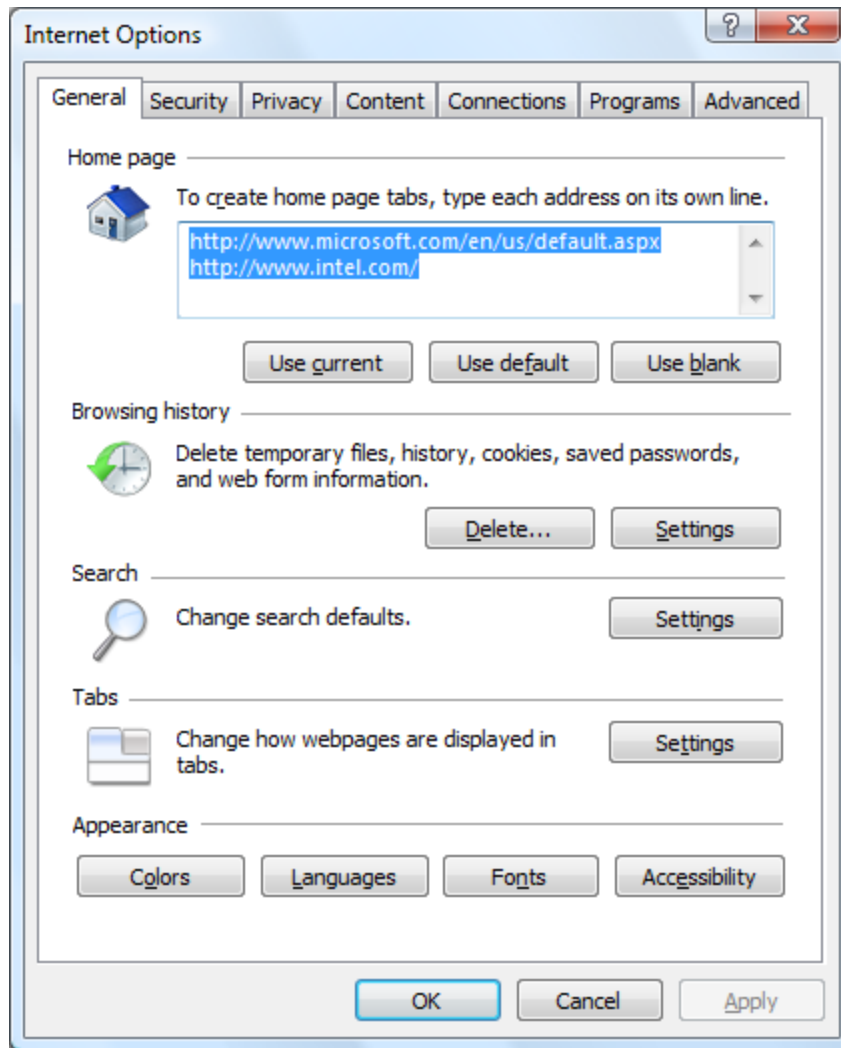 Internet Options
General Security Privacy Content Connections Programs Advanced
Home page
To create home page tabs, type each address on its own line.
http://www.microsoft.com/en/us/default.aspx
http://www.intel.com/
Use current Use default Use blank
Browsing history
Delete temporary files, history, cookies, saved passwords,
and web form information.
Delete... Settings
Search
Change search defaults. Settings
Tabs
Change how webpages are displayed in
tabs.
Settings
Appearance
Colors Languages Fonts Accessibility
OK Cancel Apply